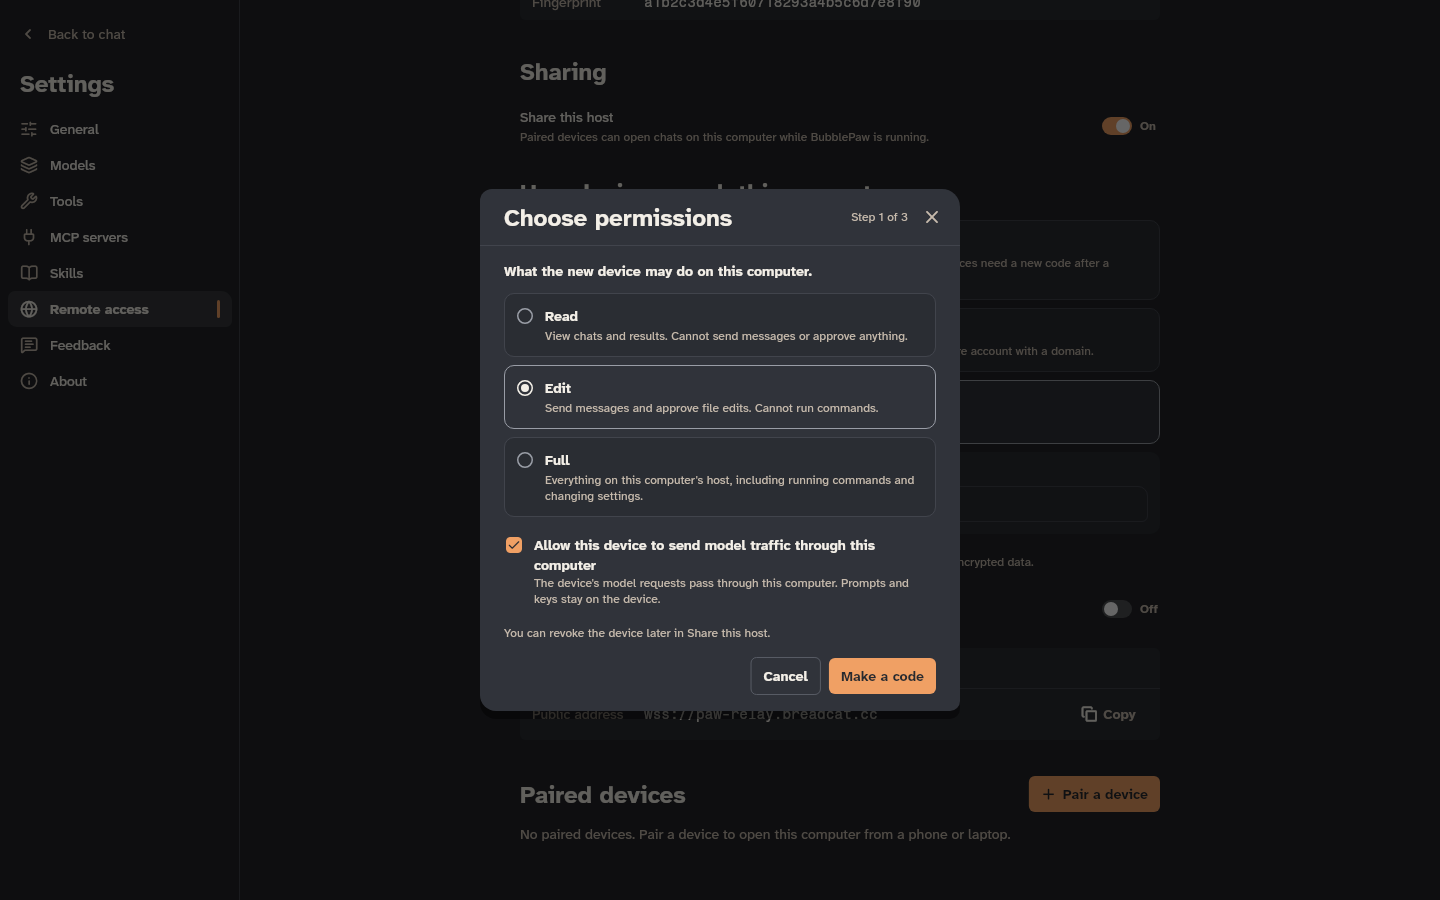 Back to chat
Settings
General
Models
Tools
MCP servers
Skills
Remote access
Feedback
About
Fingerprint a1b2c3d4e5f60718293a4b5c6d7e8f90
Sharing
Share this host
Paired devices can open chats on this computer while BubblePaw is running.
On
Choose permissions
Step 1 of 3
What the new device may do on this computer.
Read
View chats and results. Cannot send messages or approve anything.
Edit
Send messages and approve file edits. Cannot run commands.
Full
Everything on this computer's host, including running commands and
changing settings.
Allow this device to send model traffic through this
computer
The device's model requests pass through this computer. Prompts and
keys stay on the device.
You can revoke the device later in Share this host.
Cancel
Make a code
need a new code after a
account with a domain.
data.
Off
Public address wss://paw-relay.breadcat.cc
Copy
Paired devices
Pair a device
No paired devices. Pair a device to open this computer from a phone or laptop.